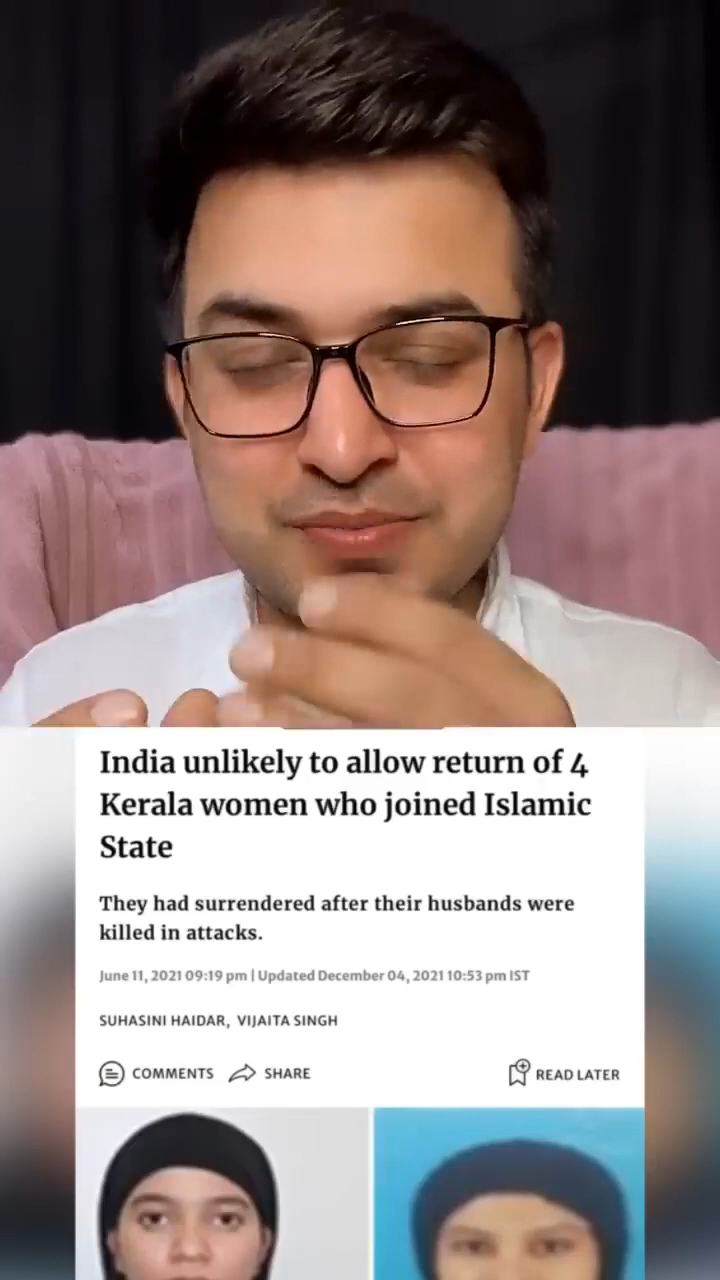 India unlikely to allow return of 4
Kerala women who joined Islamic
State
They had surrendered after their husbands were
killed in attacks.
June 11, 2021 09:19 pm | Updated December 04, 2021 10:53 pm IST
SUHASINI HAIDAR, VIJAITA SINGH
COMMENTS SHARE READ LATER